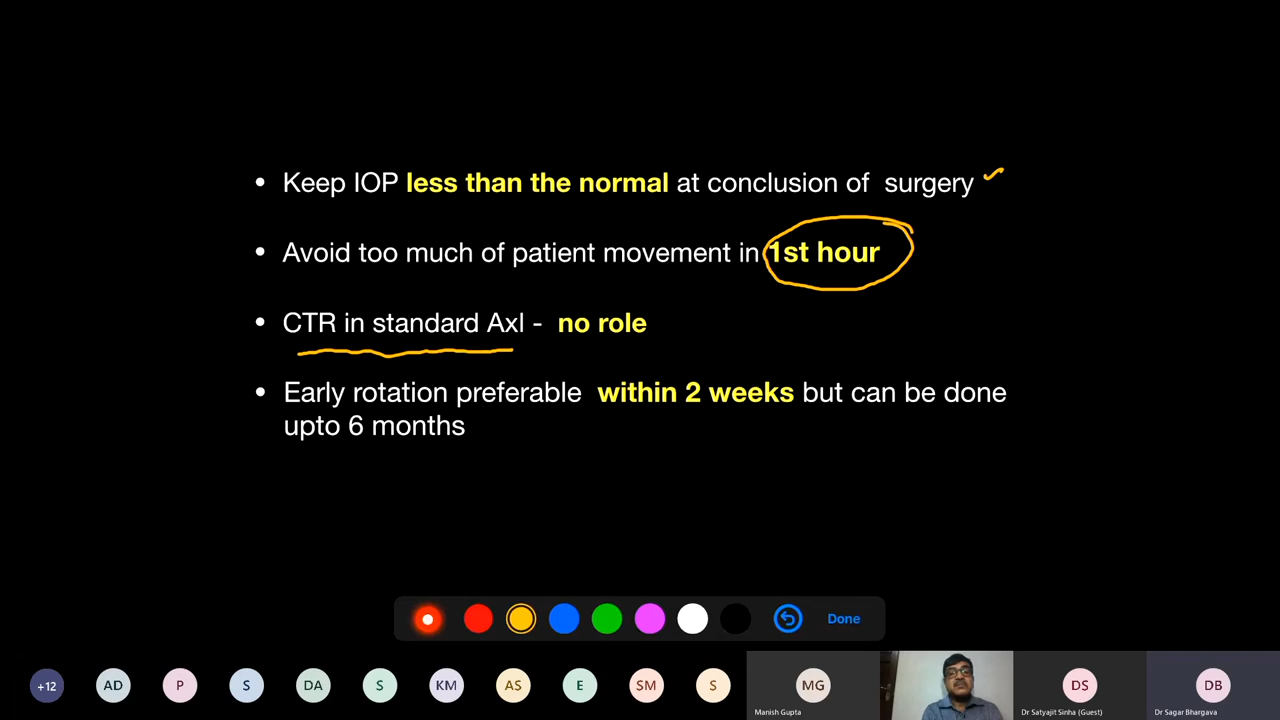 • Keep IOP less than the normal at conclusion of surgery
• Avoid too much of patient movement in 1st hour
• CTR in standard Axl - no role
• Early rotation preferable within 2 weeks but can be done
upto 6 months
Done
+12 AD P S DA S KM AS E SM S MG DS DB
Manish Gupta Dr Satyajit Sinha (Guest) Dr Sagar Bhargava